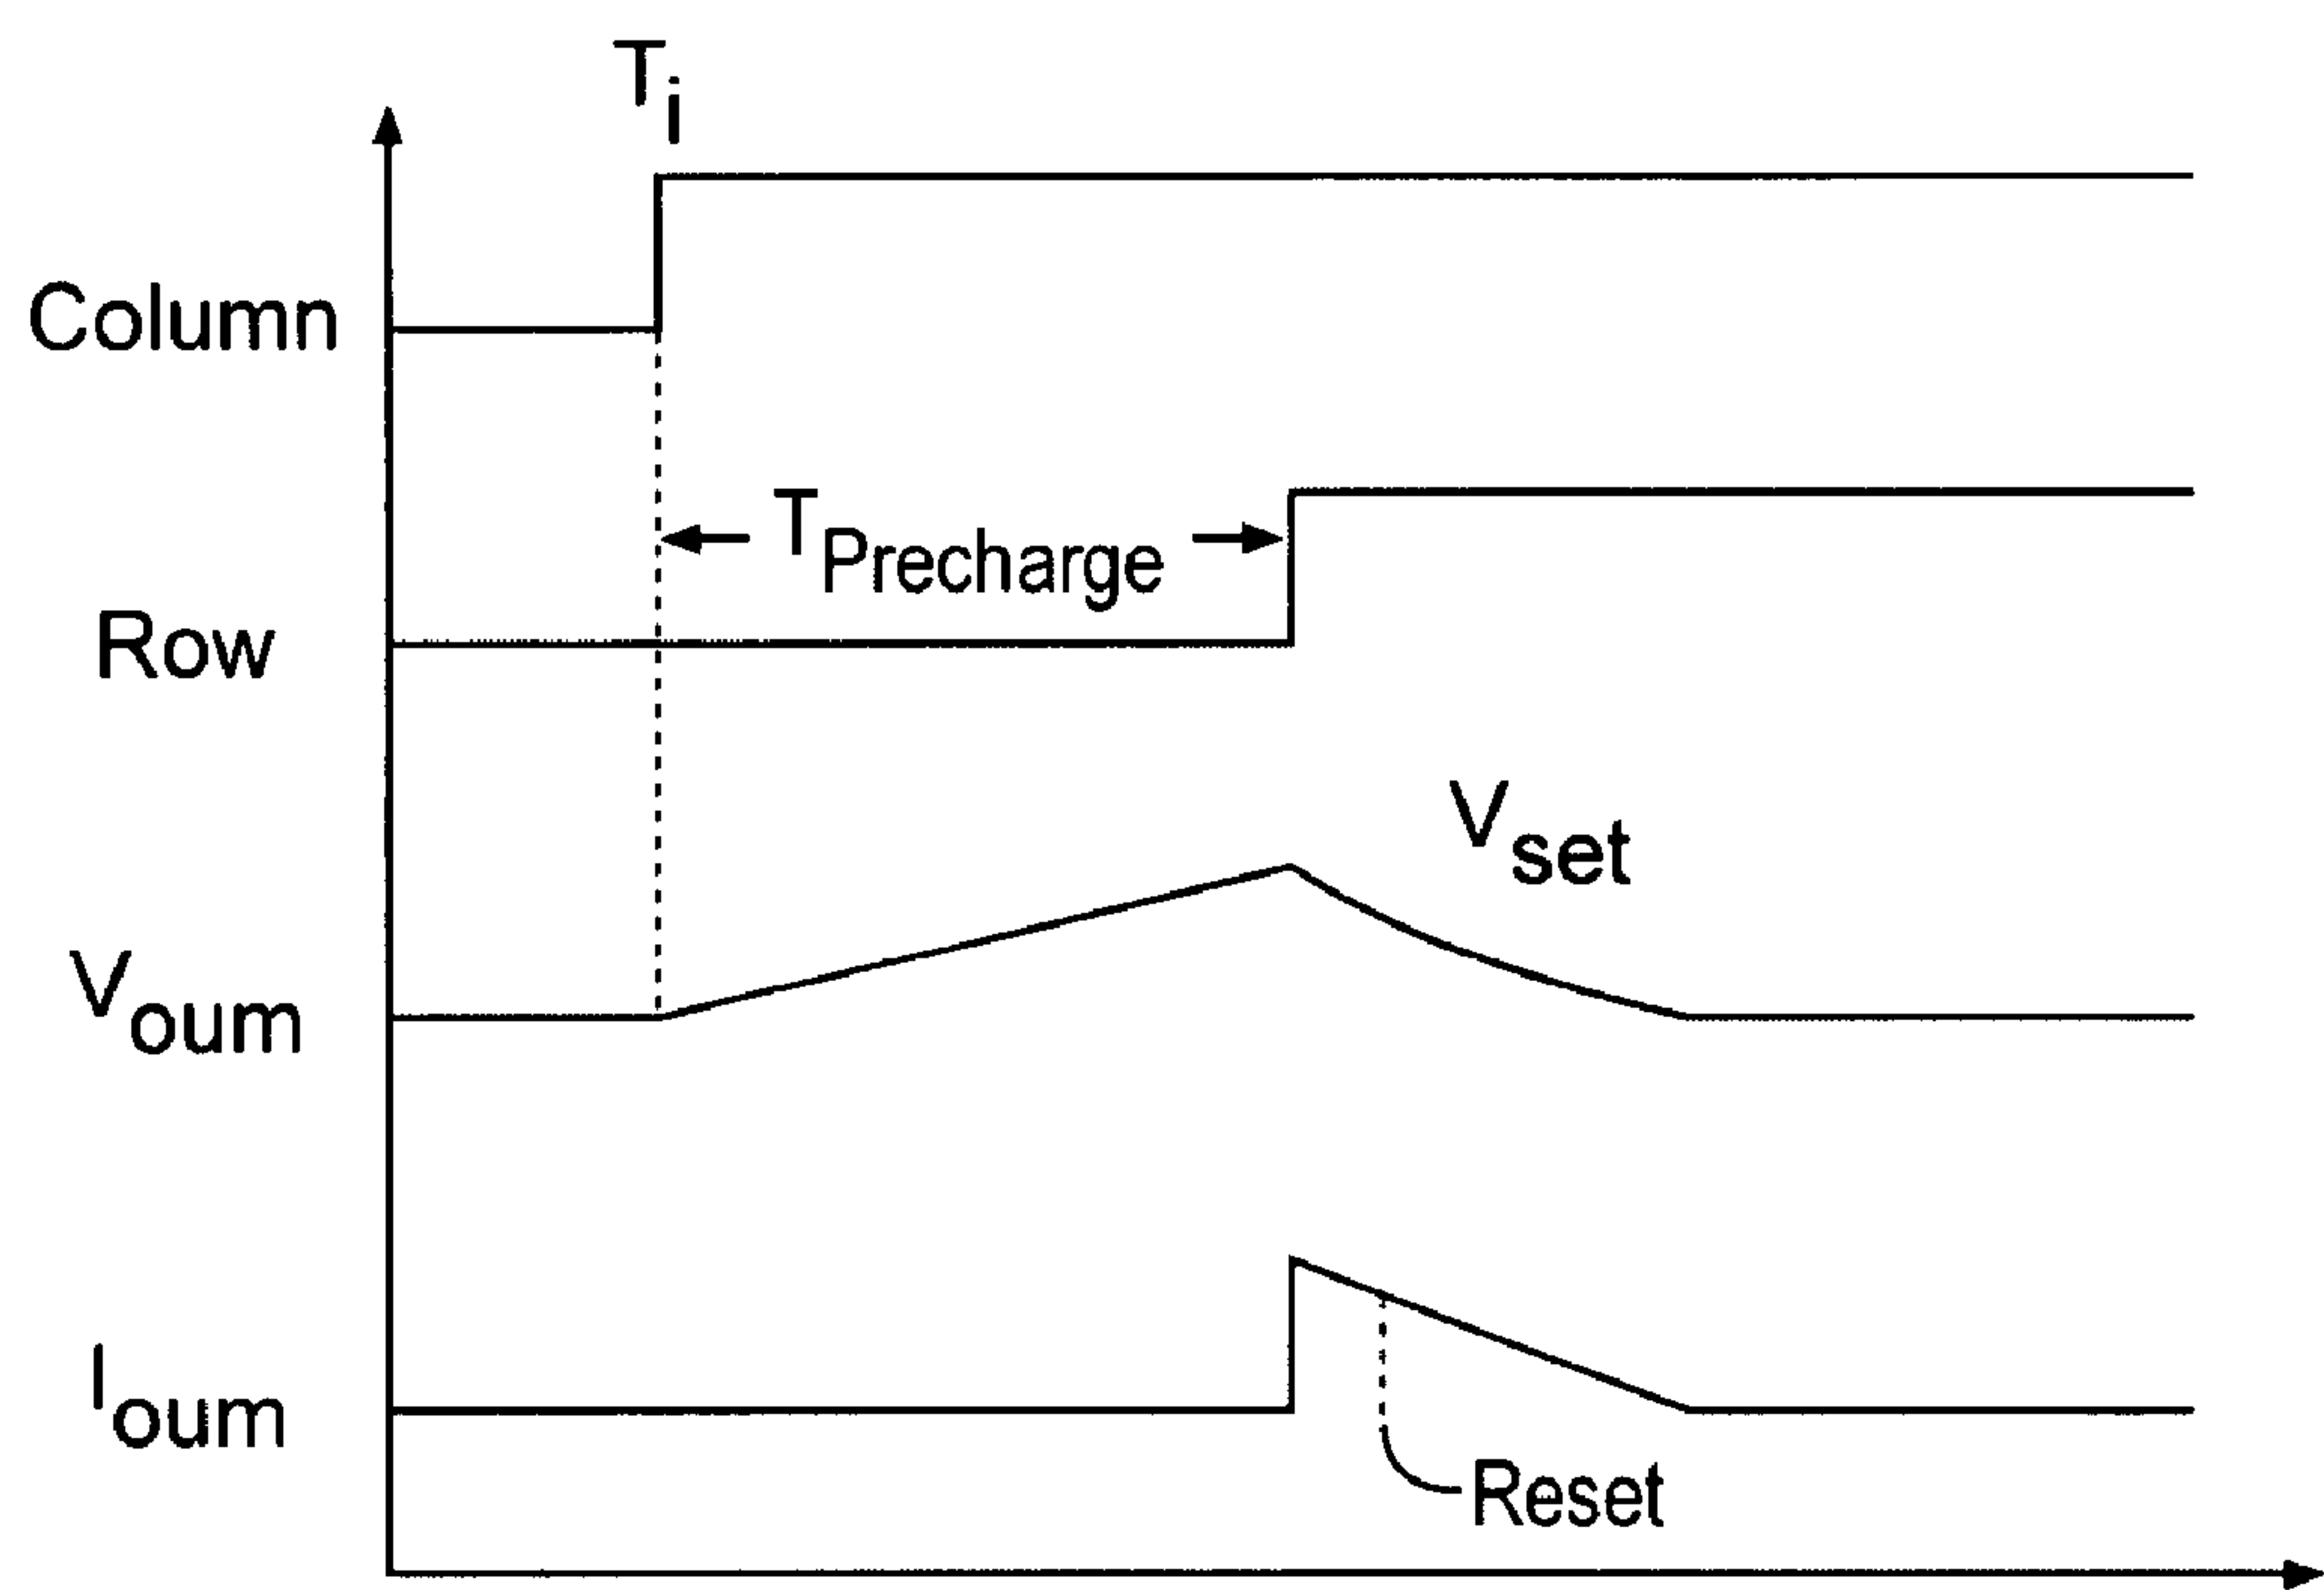 Ti
Column
TPrecharge
Row
Vset
Voum
Ioum
Reset